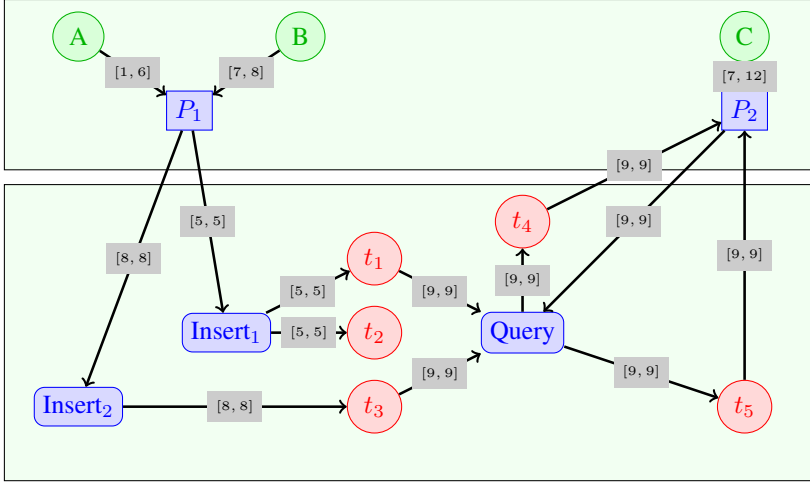 A
B
C
[1, 6]
[7, 8]
[7, 12]
P1
P2
[9, 9]
[5, 5]
t4
[9, 9]
[8, 8]
t1
[9, 9]
[9, 9]
[5, 5]
[9, 9]
Insert1
[5, 5]
t2
Query
[9, 9]
[9, 9]
Insert2
[8, 8]
t3
t5